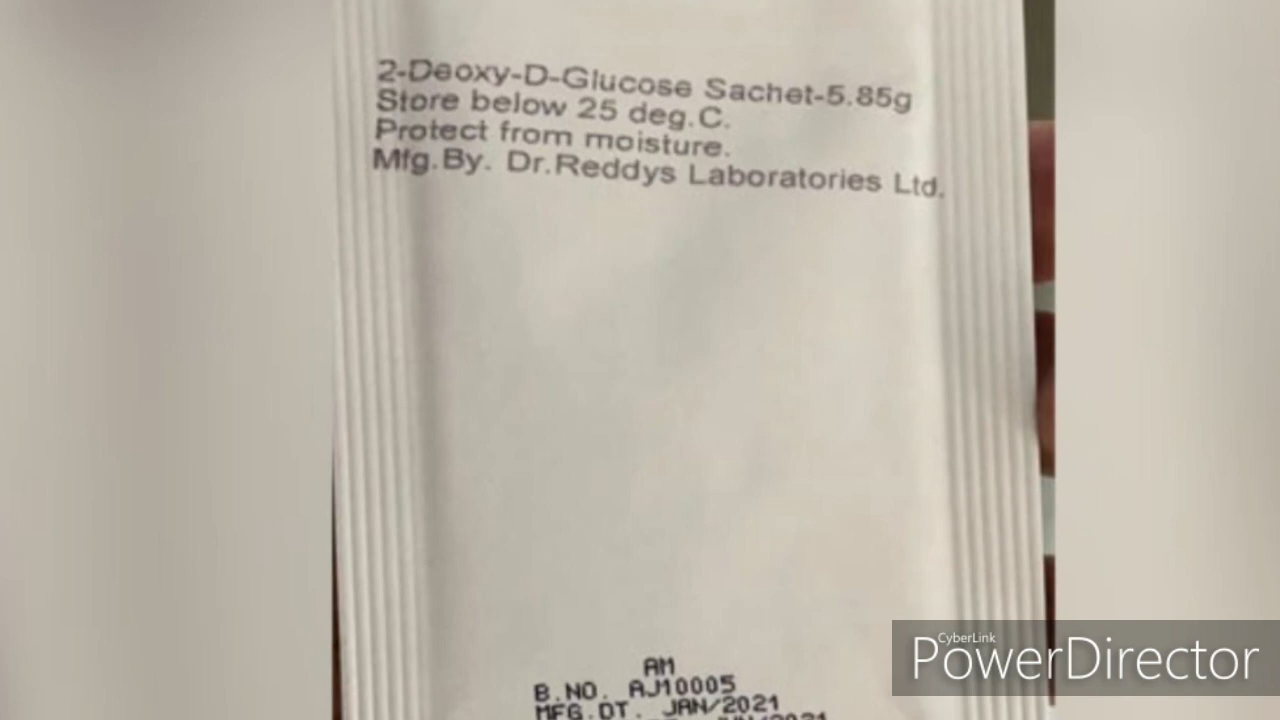 2-Deoxy-D-Glucose Sachet-5.85g
Store below 25 deg.C.
Protect from moisture.
Mfg.By. Dr.Reddys Laboratories Ltd.
AM
B.NO. AJ10005
MFG.DT. JAN/2021
CyberLink
PowerDirector